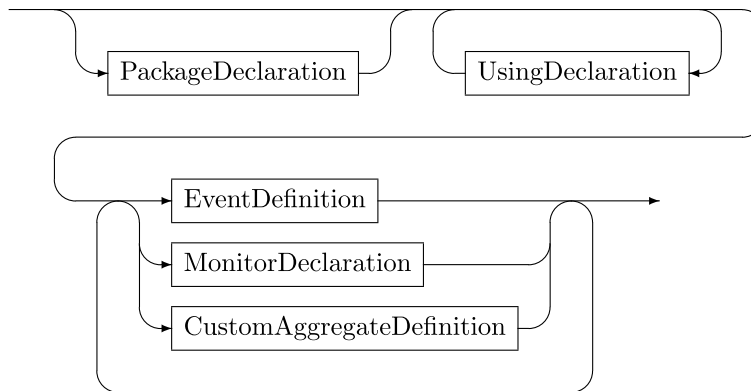 PackageDeclaration UsingDeclaration
EventDefinition
MonitorDeclaration
CustomAggregateDefinition